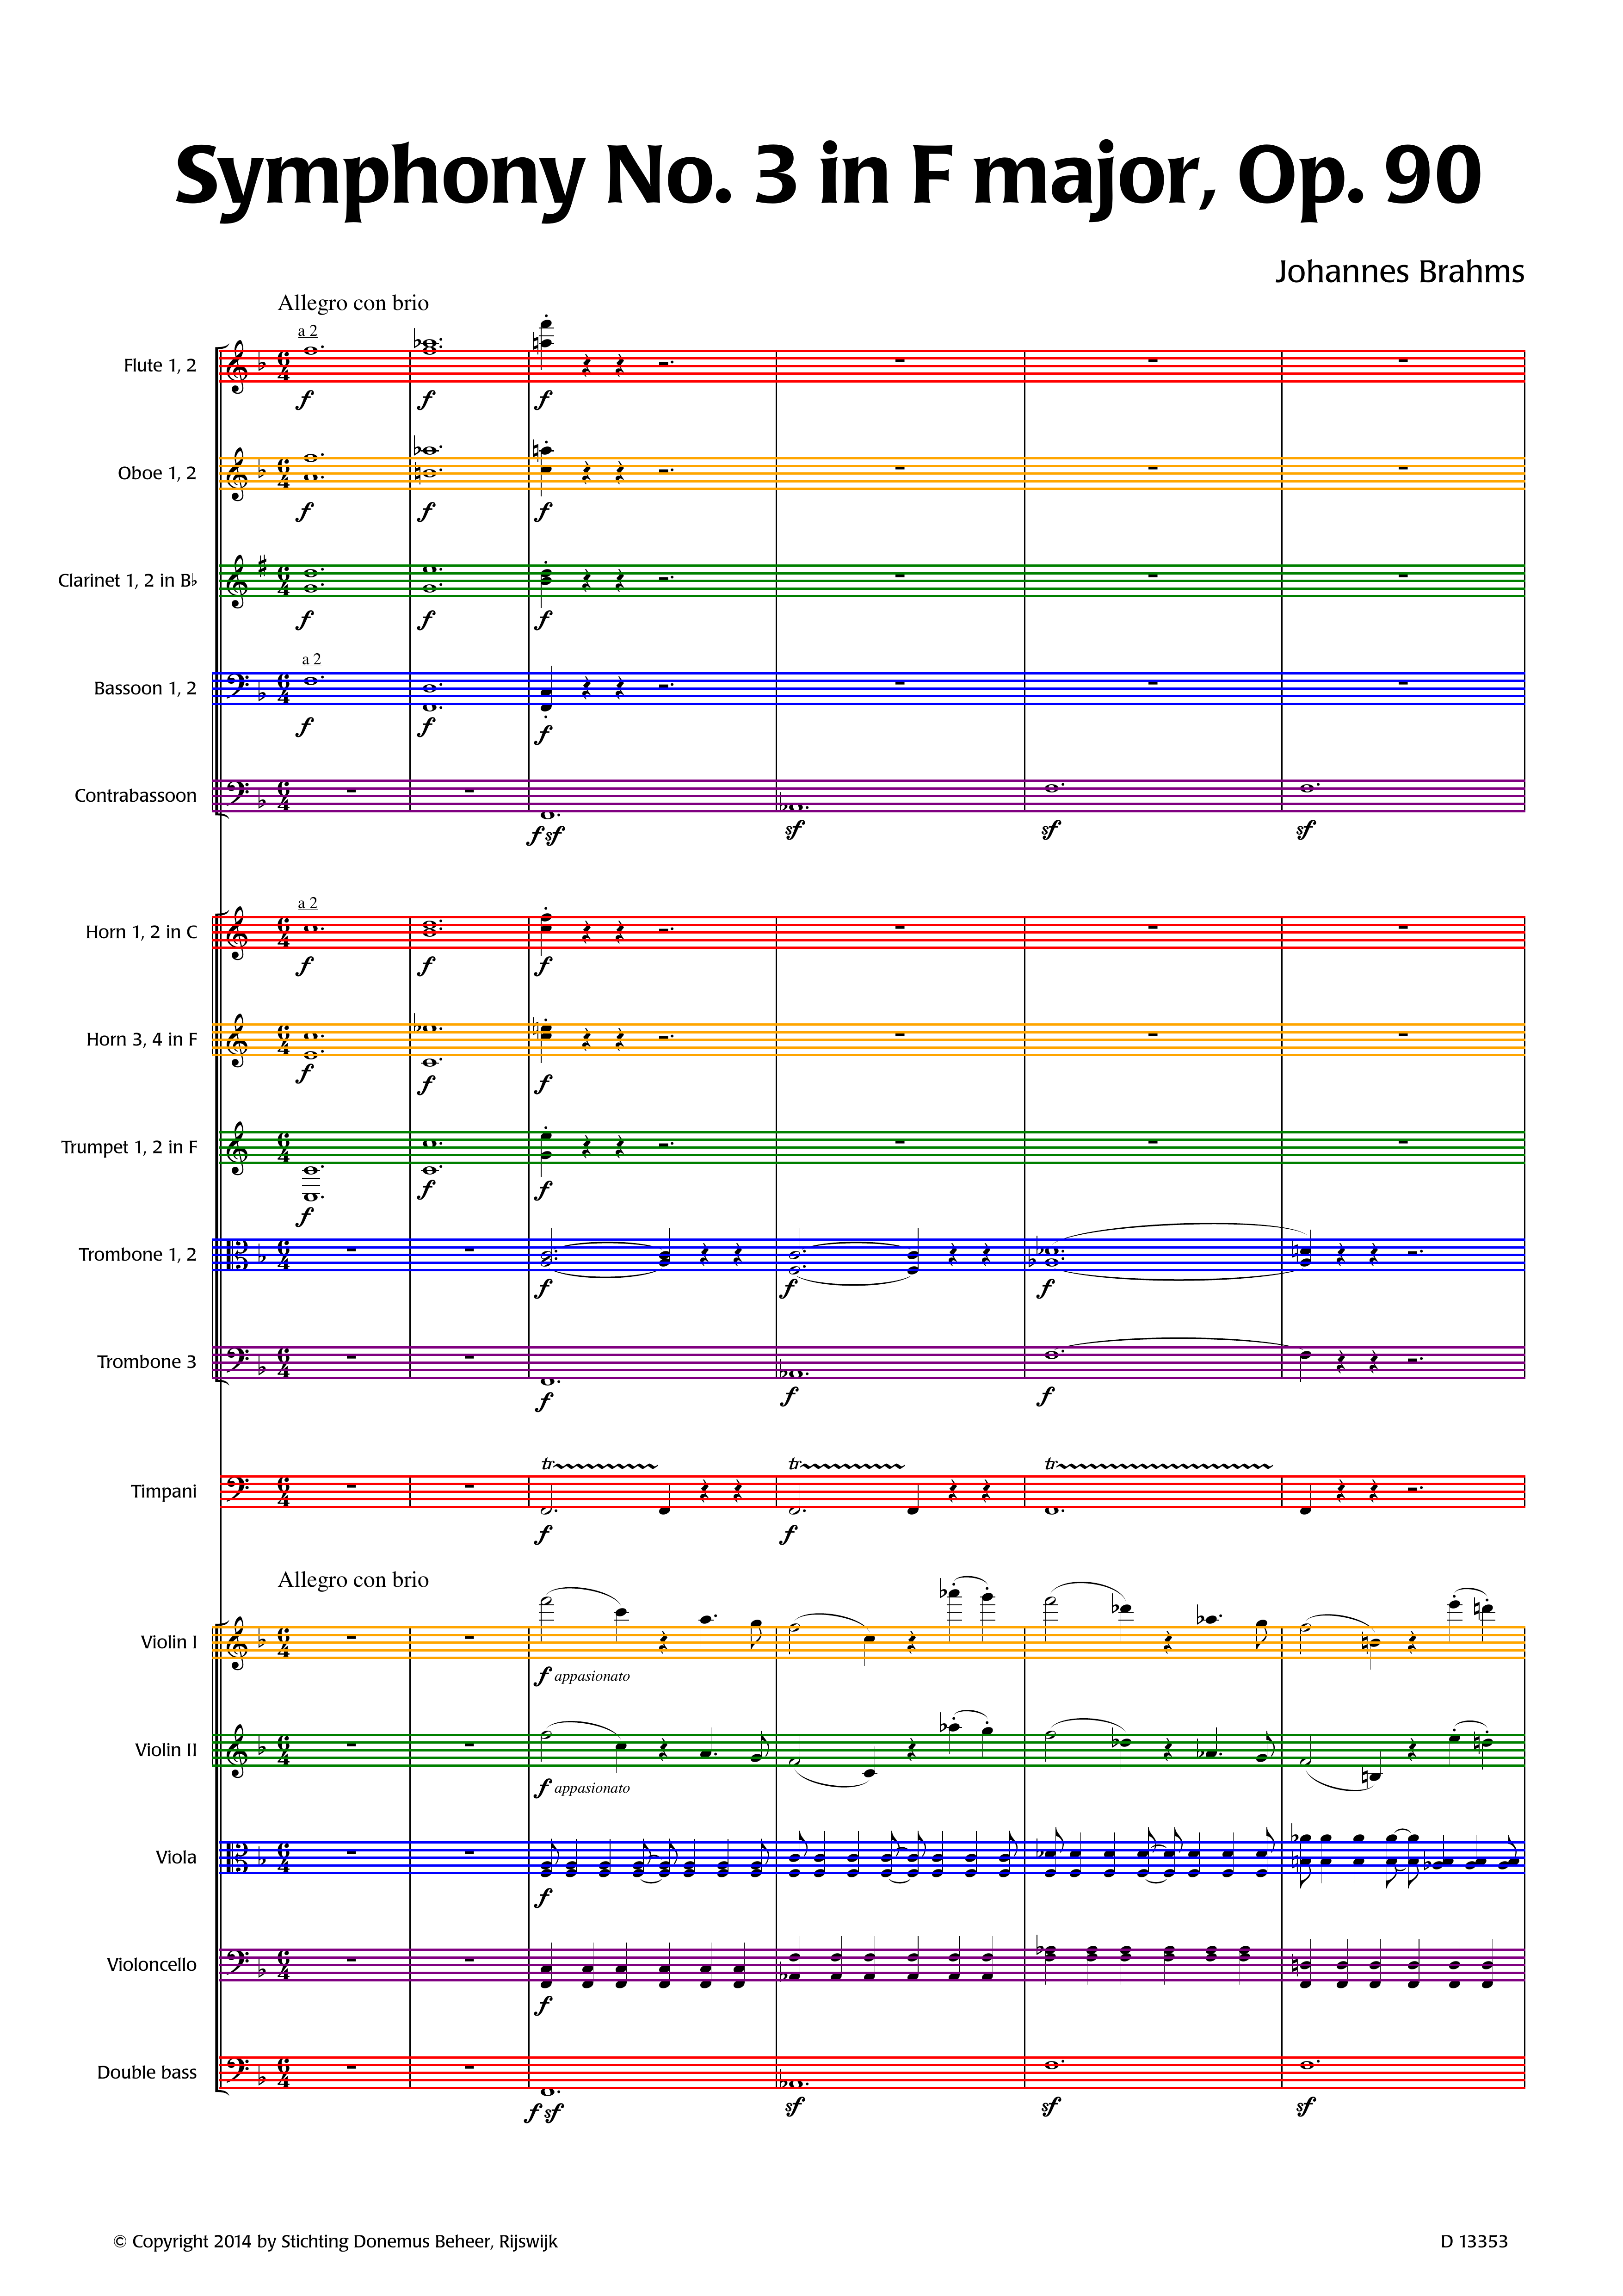 Symphony No. 3 in F major, Op. 90
Johannes Brahms
Allegro con brio
a 2
Flute 1, 2
f f f
Oboe 1, 2
f f f
Clarinet 1, 2 in B♭
f f f
a 2
Bassoon 1, 2
f f f
Contrabassoon
f sf sf sf sf
a 2
Horn 1, 2 in C
f f f
Horn 3, 4 in F
f f f
Trumpet 1, 2 in F
f f f
Trombone 1, 2
f f f
Trombone 3
f f f
tr tr tr
Timpani
f f
Allegro con brio
Violin I
f appasionato
Violin II
f appasionato
Viola
f
Violoncello
f
Double bass
f sf sf sf sf
© Copyright 2014 by Stichting Donemus Beheer, Rijswijk
D 13353